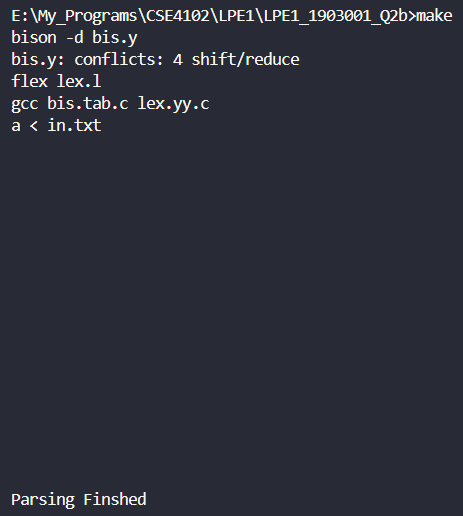 E:\My_Programs\CSE4102\LPE1\LPE1_1903001_Q2b>make
bison -d bis.y
bis.y: conflicts: 4 shift/reduce
flex lex.l
gcc bis.tab.c lex.yy.c
a < in.txt
Parsing Finshed